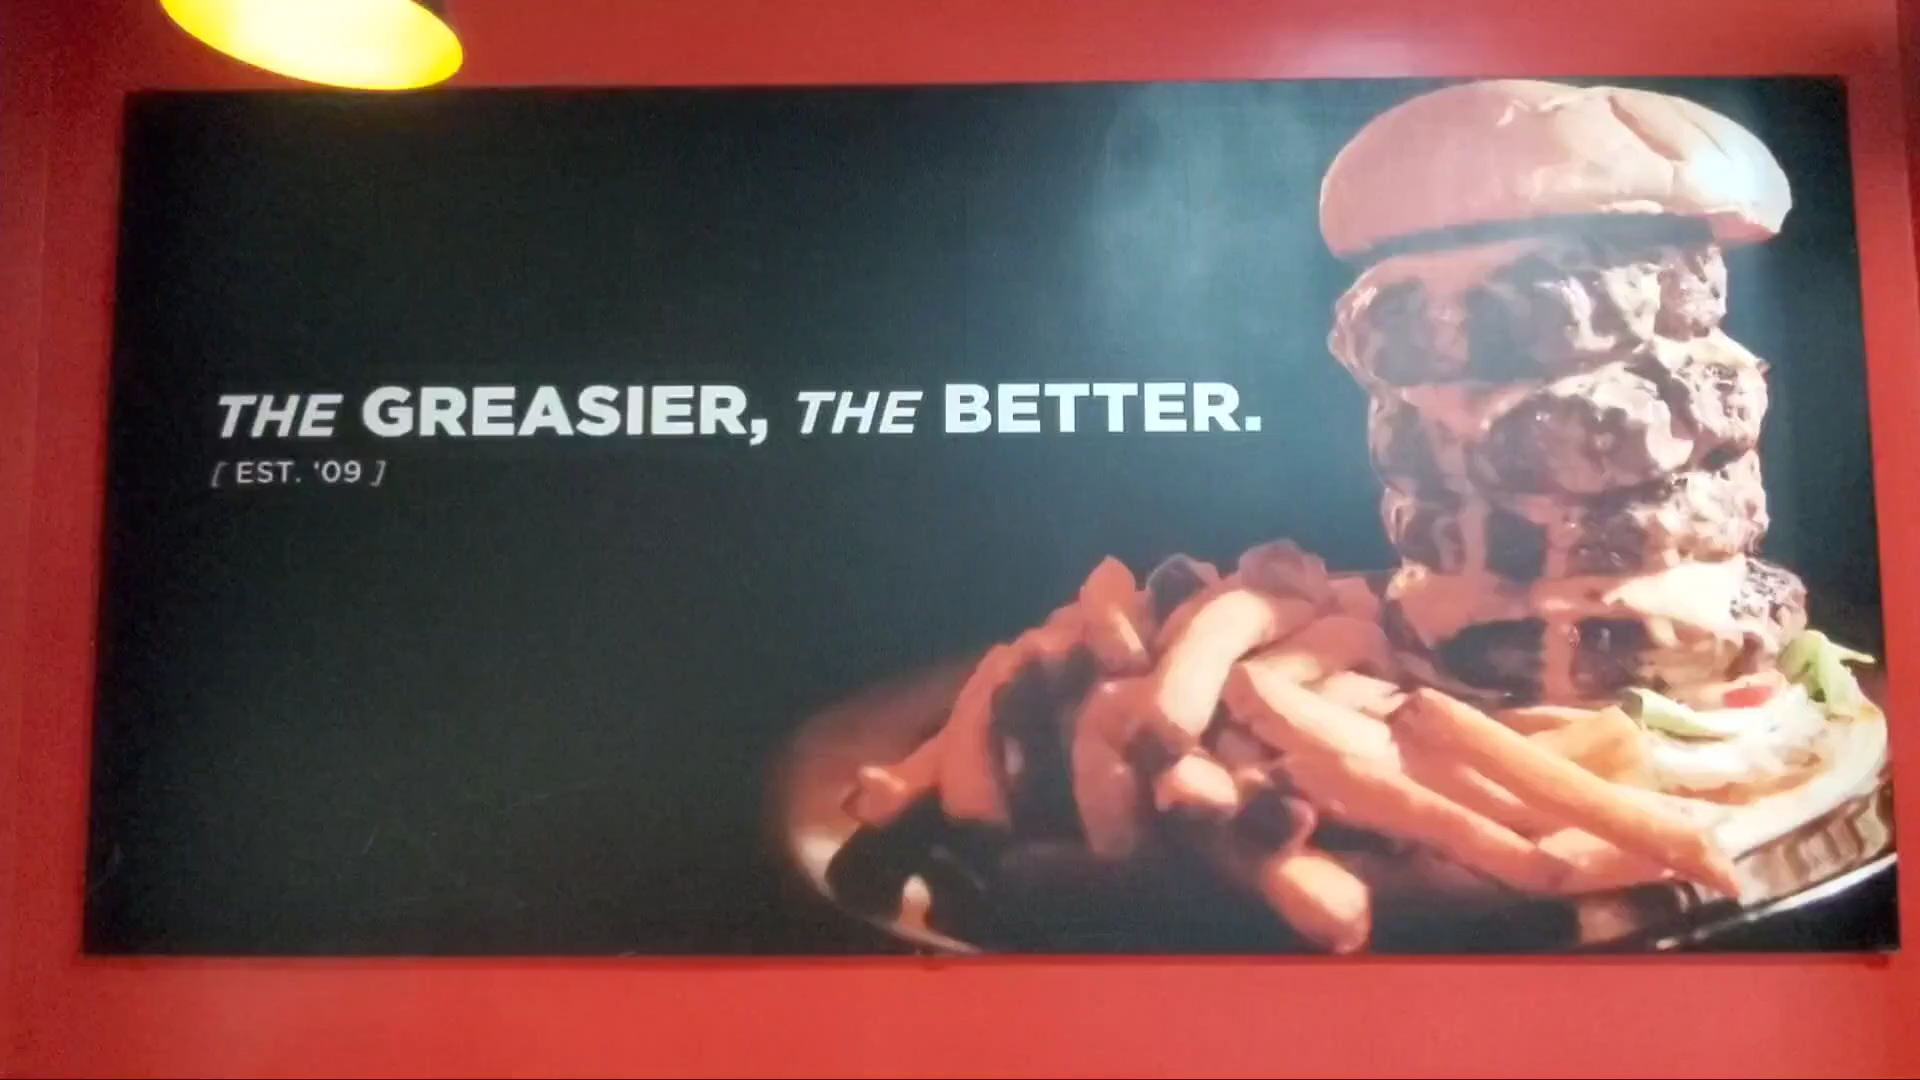 THE GREASIER, THE BETTER.
[ EST. '09 ]